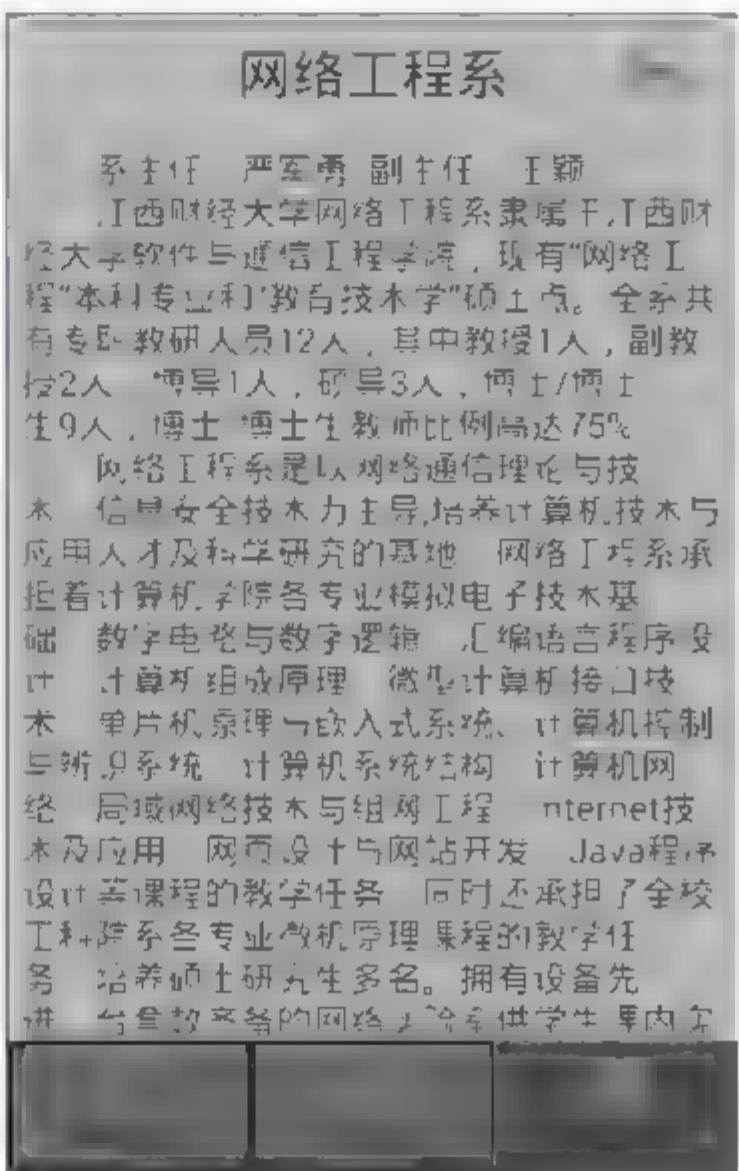 网络工程系
系主任 严军勇 副主任 王颖
江西财经大学网络工程系隶属于江西财
经大学软件与通信工程学院，现有“网络工
程”本科专业和“教育技术学”硕士点。全系共
有专职教研人员12人，其中教授1人，副教
授2人 博导1人，硕导3人，博士/博士
生9人，博士 博士生教师比例高达75%
网络工程系是以网络通信理论与技
术 信息安全技术为主导,培养计算机技术与
应用人才及科学研究的基地 网络工程系承
担着计算机学院各专业模拟电子技术基
础 数字电路与数字逻辑 汇编语言程序设
计 计算机组成原理 微型计算机接口技
术 单片机原理与嵌入式系统、计算机控制
与辨识系统 计算机系统结构 计算机网
络 局域网络技术与组网工程 Internet技
术及应用 网页设计与网站开发 Java程序
设计等课程的教学任务 同时还承担了全校
工科院系各专业微机原理课程的教学任
务 培养硕士研究生多名。拥有设备先
进 的网络实验室供学生课内实